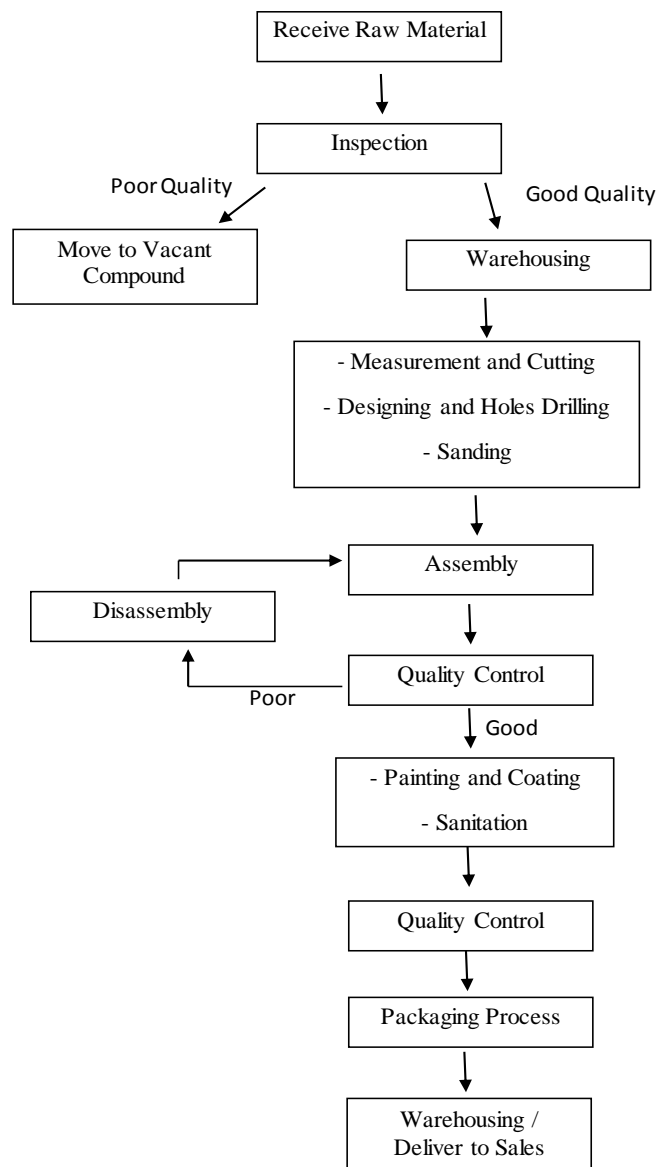 Receive Raw Material
Inspection
Poor Quality
Good Quality
Move to Vacant
Compound
Warehousing
- Measurement and Cutting
- Designing and Holes Drilling
- Sanding
Assembly
Disassembly
Quality Control
Poor
Good
- Painting and Coating
- Sanitation
Quality Control
Packaging Process
Warehousing /
Deliver to Sales